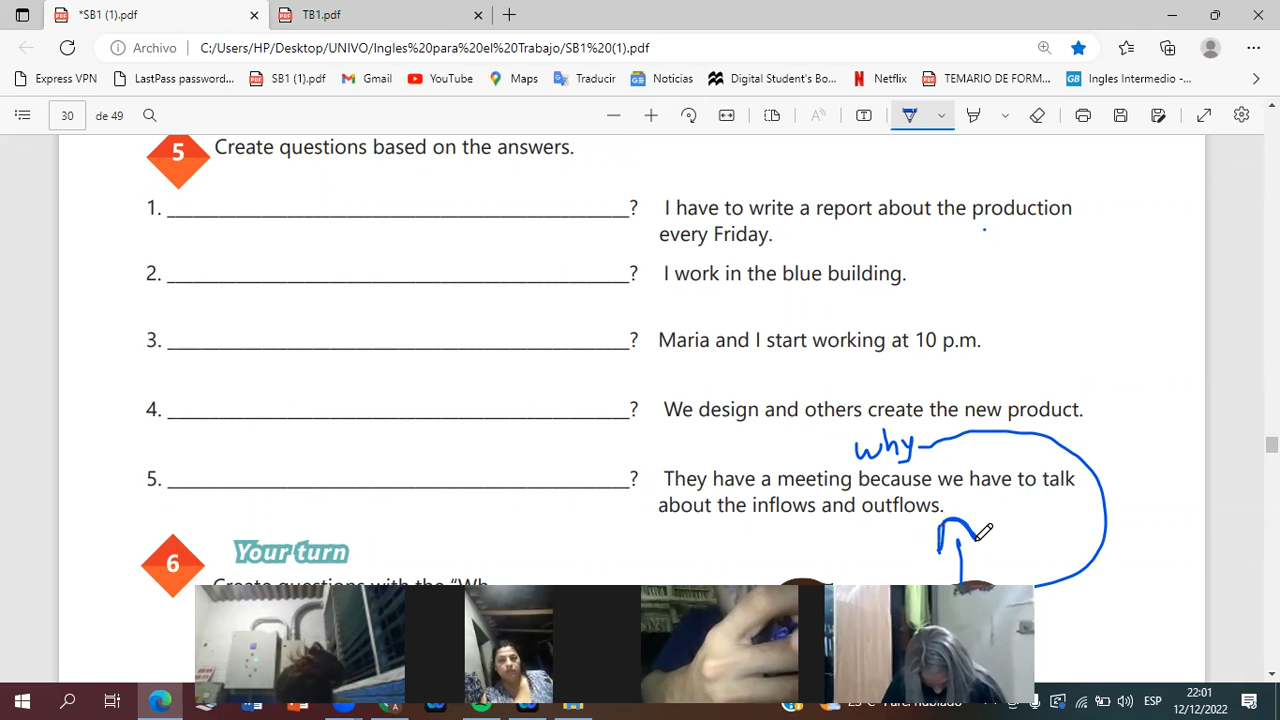 *SB1 (1).pdf
TB1.pdf
Archivo C:/Users/HP/Desktop/UNIVO/Ingles%20para%20el%20Trabajo/SB1%20(1).pdf
Express VPN LastPass password... SB1 (1).pdf Gmail YouTube Maps Traducir Noticias Digital Student's Bo... Netflix TEMARIO DE FORM... Ingles Intermedio -...
30 de 49
5 Create questions based on the answers.
1. ? I have to write a report about the production
every Friday.
2. ? I work in the blue building.
3. ? Maria and I start working at 10 p.m.
4. ? We design and others create the new product.
why
5. ? They have a meeting because we have to talk
about the inflows and outflows.
6 Your turn
Create questions with the "Wh
ESP
22:01
12/12/2022